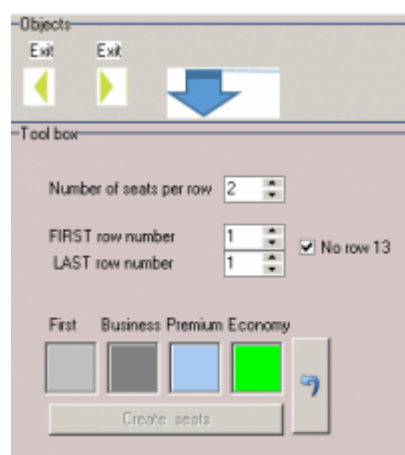 Objects
Exit Exit
Tool box
Number of seats per row 2
FIRST row number 1
LAST row number 1
No row 13
First Business Premium Economy
Create seats